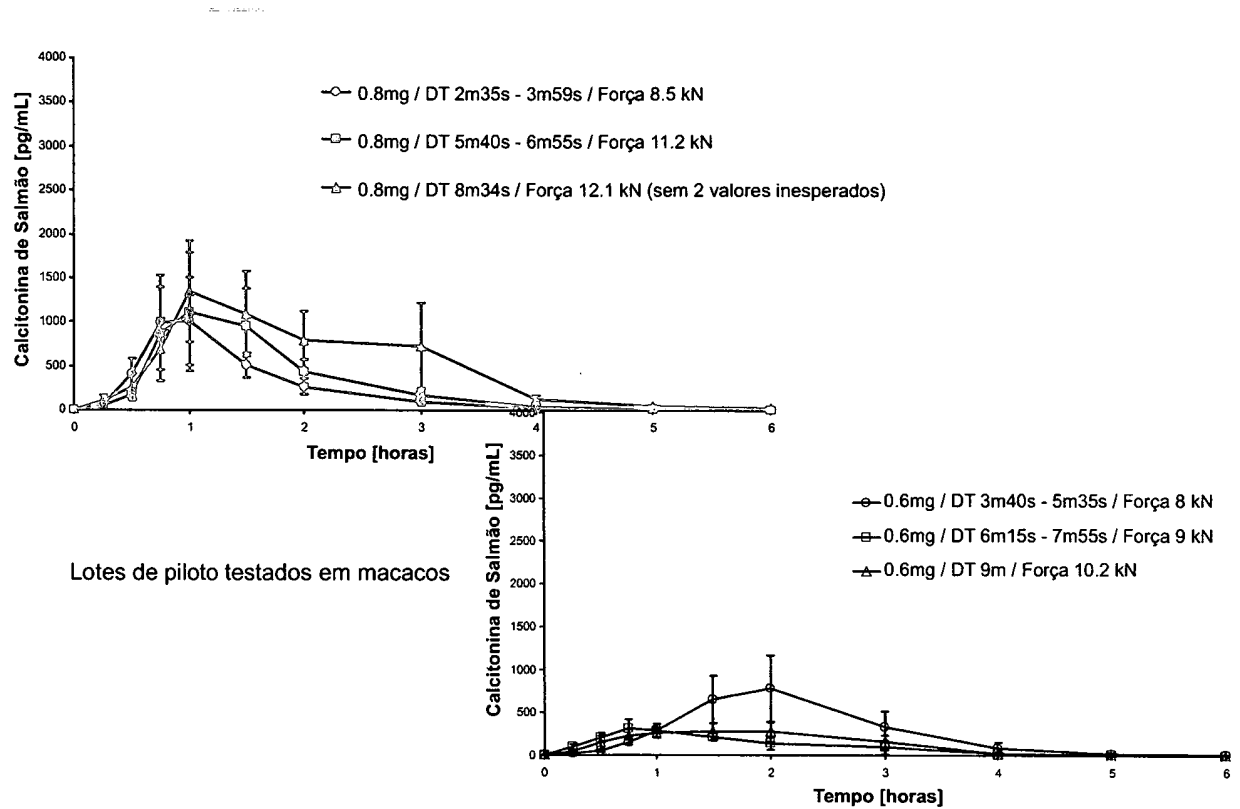 4000
3500
3000
2500
2000
1500
1000
500
0
Calcitonina de Salmão [pg/mL]
0.8mg / DT 2m35s - 3m59s / Força 8.5 kN
0.8mg / DT 5m40s - 6m55s / Força 11.2 kN
0.8mg / DT 8m34s / Força 12.1 kN (sem 2 valores inesperados)
0 1 2 3 4 5 6
Tempo [horas]
Lotes de piloto testados em macacos
4000
3500
3000
2500
2000
1500
1000
500
0
Calcitonina de Salmão [pg/mL]
0.6mg / DT 3m40s - 5m35s / Força 8 kN
0.6mg / DT 6m15s - 7m55s / Força 9 kN
0.6mg / DT 9m / Força 10.2 kN
0 1 2 3 4 5 6
Tempo [horas]